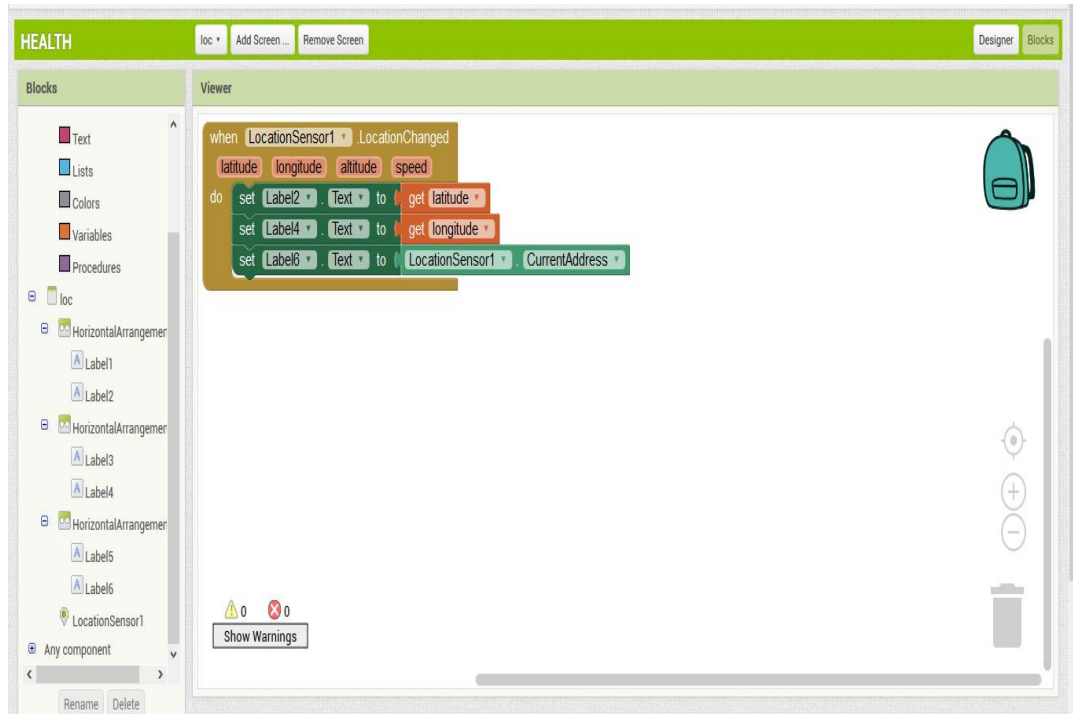 HEALTH
loc Add Screen ... Remove Screen
Designer Blocks
Blocks
Viewer
Text
Lists
Colors
Variables
Procedures
loc
HorizontalArrangemer
Label1
Label2
HorizontalArrangemer
Label3
Label4
HorizontalArrangemer
Label5
Label6
LocationSensor1
Any component
Rename Delete
when LocationSensor1 .LocationChanged
latitude longitude altitude speed
do set Label2 . Text to get latitude
set Label4 . Text to get longitude
set Label6 . Text to LocationSensor1 . CurrentAddress
0 0
Show Warnings